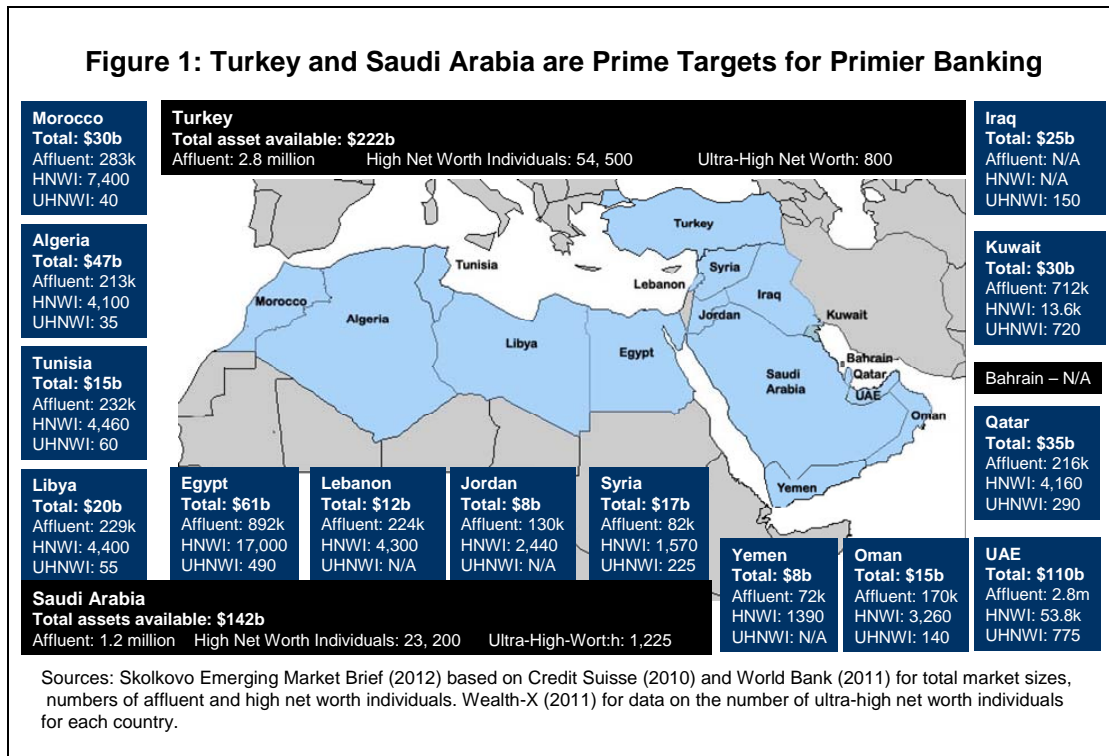 Figure 1: Turkey and Saudi Arabia are Prime Targets for Primier Banking
Morocco
Total: $30b
Affluent: 283k
HNWI: 7,400
UHNWI: 40
Turkey
Total asset available: $222b
Affluent: 2.8 million High Net Worth Individuals: 54, 500 Ultra-High Net Worth: 800
Iraq
Total: $25b
Affluent: N/A
HNWI: N/A
UHNWI: 150
Algeria
Total: $47b
Affluent: 213k
HNWI: 4,100
UHNWI: 35
Kuwait
Total: $30b
Affluent: 712k
HNWI: 13.6k
UHNWI: 720
Tunisia
Total: $15b
Affluent: 232k
HNWI: 4,460
UHNWI: 60
Bahrain – N/A
Turkey
Tunisia
Syria
Lebanon
Iraq
Morocco
Jordan
Kuwait
Algeria
Libya
Egypt
Bahrain
Qatar
Saudi
Arabia
UAE
Oman
Yemen
Qatar
Total: $35b
Affluent: 216k
HNWI: 4,160
UHNWI: 290
Libya
Total: $20b
Affluent: 229k
HNWI: 4,400
UHNWI: 55
Egypt
Total: $61b
Affluent: 892k
HNWI: 17,000
UHNWI: 490
Lebanon
Total: $12b
Affluent: 224k
HNWI: 4,300
UHNWI: N/A
Jordan
Total: $8b
Affluent: 130k
HNWI: 2,440
UHNWI: N/A
Syria
Total: $17b
Affluent: 82k
HNWI: 1,570
UHNWI: 225
Yemen
Total: $8b
Affluent: 72k
HNWI: 1390
UHNWI: N/A
Oman
Total: $15b
Affluent: 170k
HNWI: 3,260
UHNWI: 140
UAE
Total: $110b
Affluent: 2.8m
HNWI: 53.8k
UHNWI: 775
Saudi Arabia
Total assets available: $142b
Affluent: 1.2 million High Net Worth Individuals: 23, 200 Ultra-High-Wort:h: 1,225
Sources: Skolkovo Emerging Market Brief (2012) based on Credit Suisse (2010) and World Bank (2011) for total market sizes,
numbers of affluent and high net worth individuals. Wealth-X (2011) for data on the number of ultra-high net worth individuals
for each country.